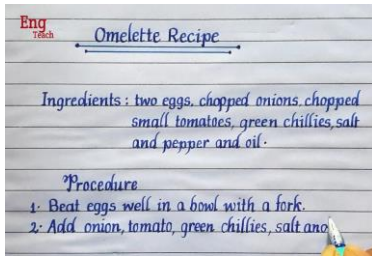 Eng
Teach
Omelette Recipe
Ingredients : two eggs, chopped onions, chopped
small tomatoes, green chillies, salt
and pepper and oil.
Procedure
1. Beat eggs well in a bowl with a fork.
2. Add onion, tomato, green chillies, salt and